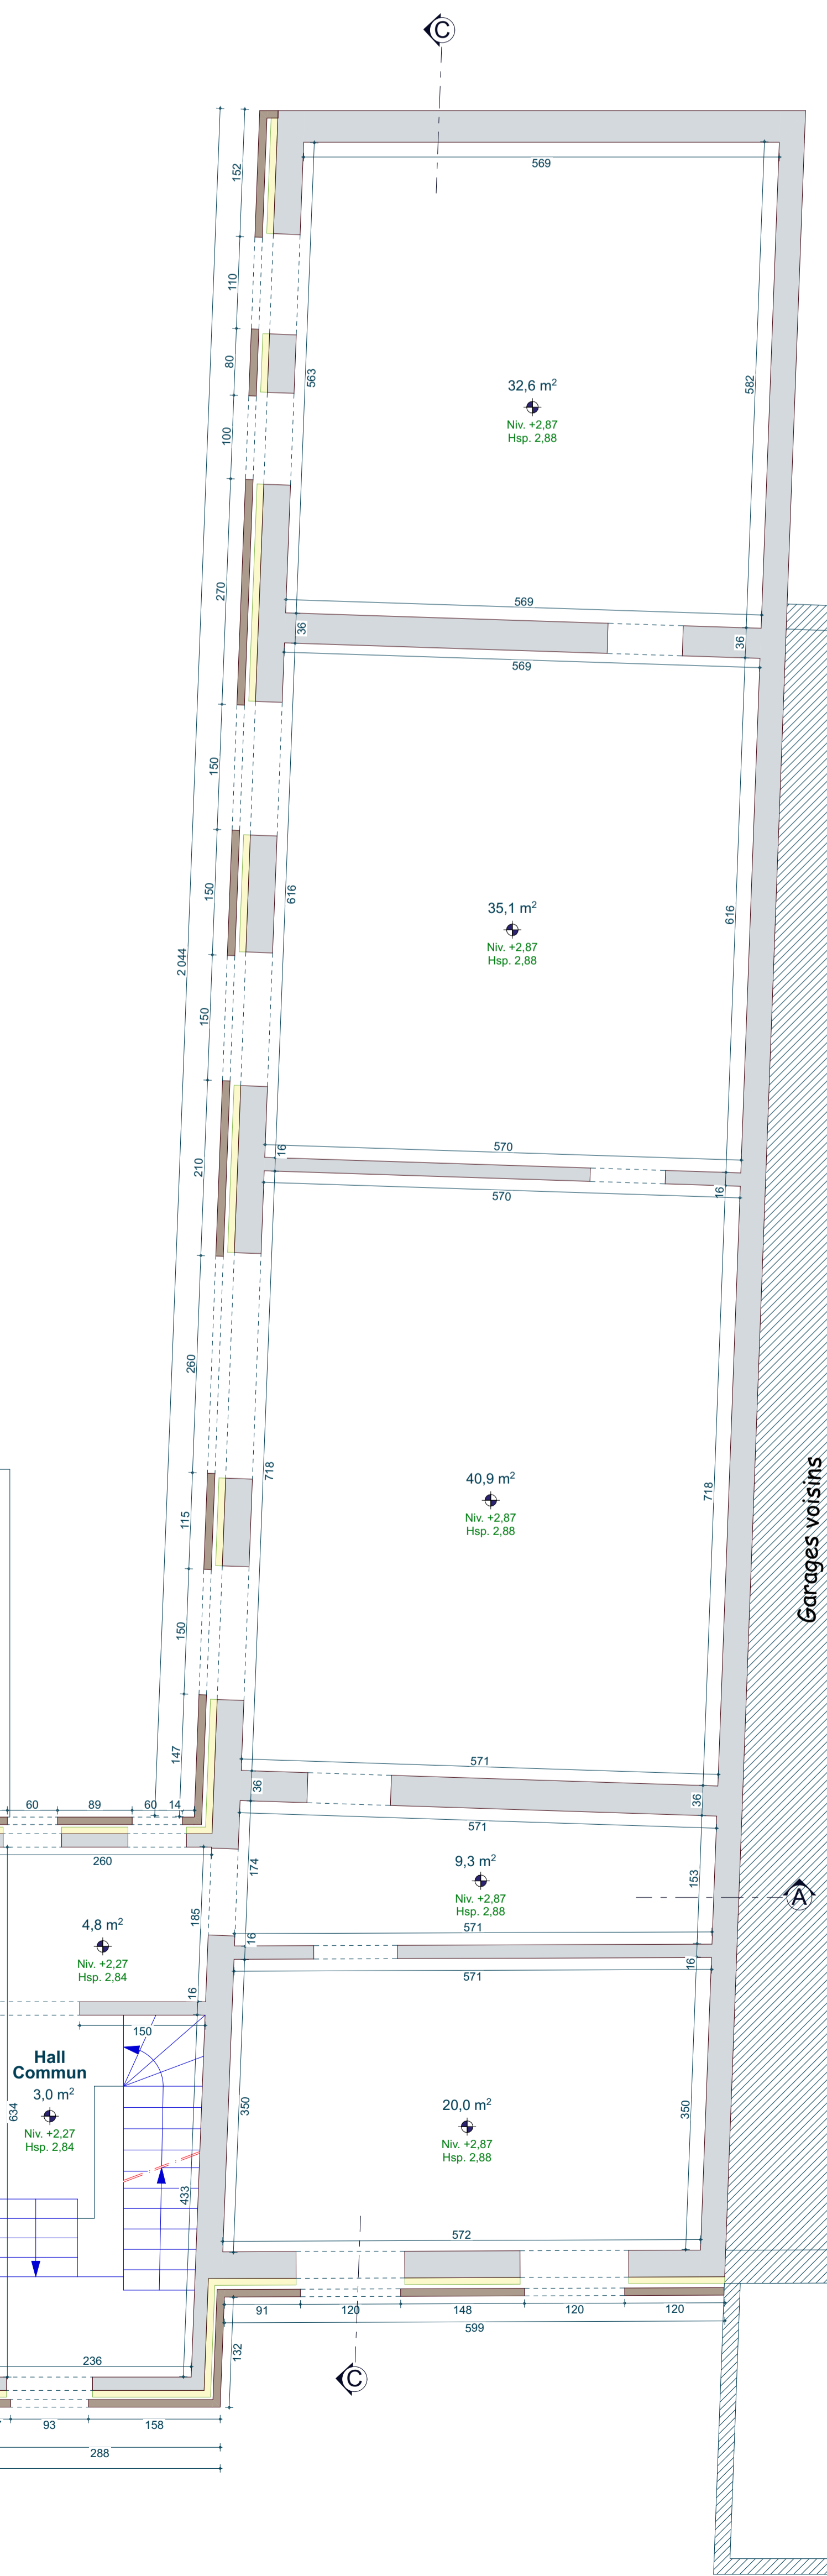 C
152
569
110
80
563
582
32,6 m²
Niv. +2,87
Hsp. 2,88
100
270
569
36
36
569
150
150
616
35,1 m²
Niv. +2,87
Hsp. 2,88
616
2 044
150
210
570
16
16
570
260
718
40,9 m²
Niv. +2,87
Hsp. 2,88
718
Garages voisins
115
150
147
571
36
36
571
60
89
60
14
260
174
9,3 m²
Niv. +2,87
Hsp. 2,88
153
A
185
4,8 m²
Niv. +2,27
Hsp. 2,84
571
16
16
571
16
150
Hall
Commun
3,0 m²
Niv. +2,27
Hsp. 2,84
634
350
20,0 m²
Niv. +2,87
Hsp. 2,88
350
433
572
91
120
148
120
120
599
132
236
C
93
158
288